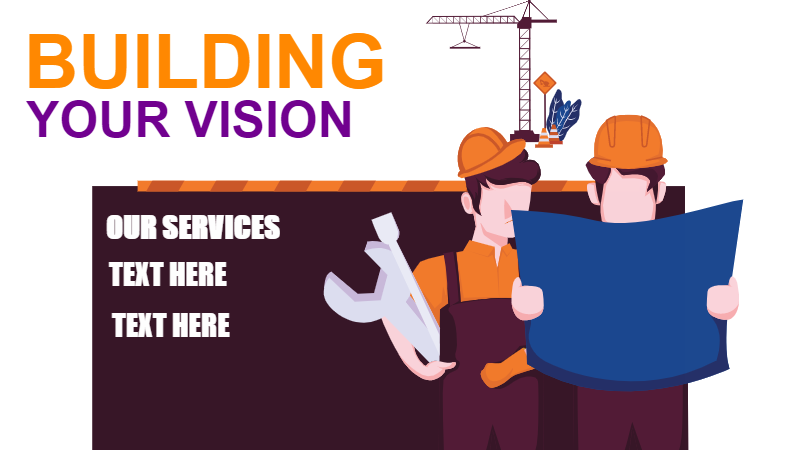 BUILDING
YOUR VISION
OUR SERVICES
TEXT HERE
TEXT HERE